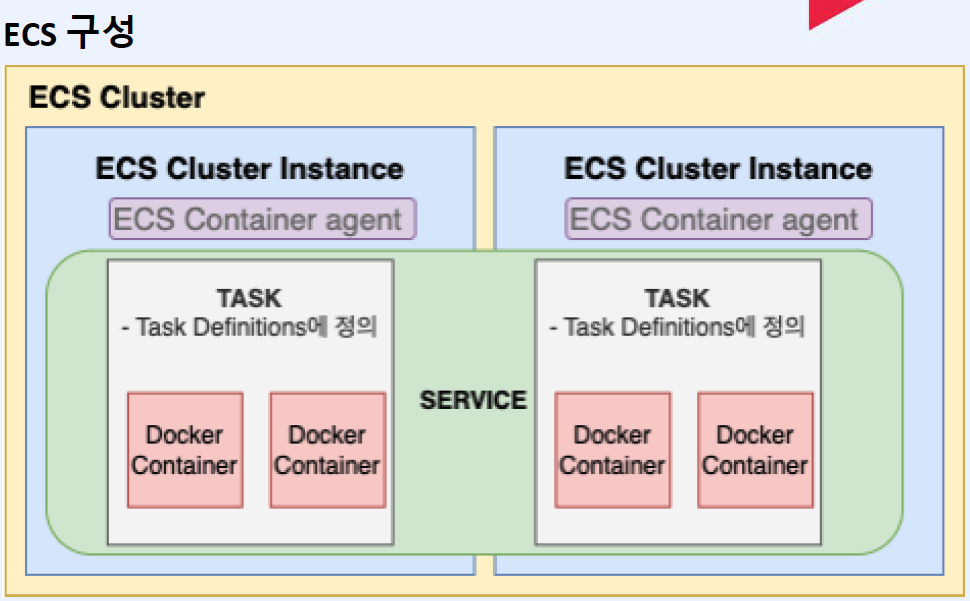 ECS 구성
ECS Cluster
ECS Cluster Instance
ECS Container agent
TASK
- Task Definitions에 정의
Docker
Container
Docker
Container
SERVICE
ECS Cluster Instance
ECS Container agent
TASK
- Task Definitions에 정의
Docker
Container
Docker
Container